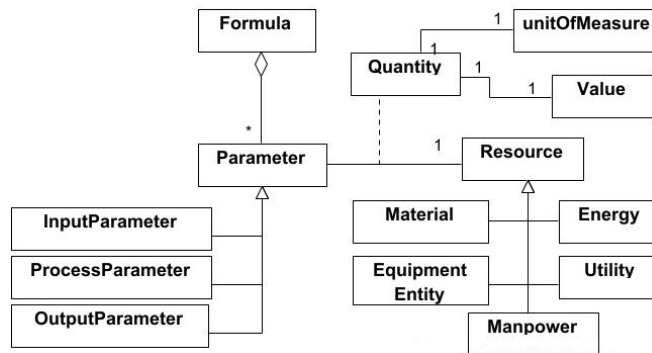 Formula
1
unitOfMeasure
1
Quantity
1
1
Value
*
Parameter
1
Resource
InputParameter
Material
Energy
ProcessParameter
Equipment
Entity
Utility
OutputParameter
Manpower